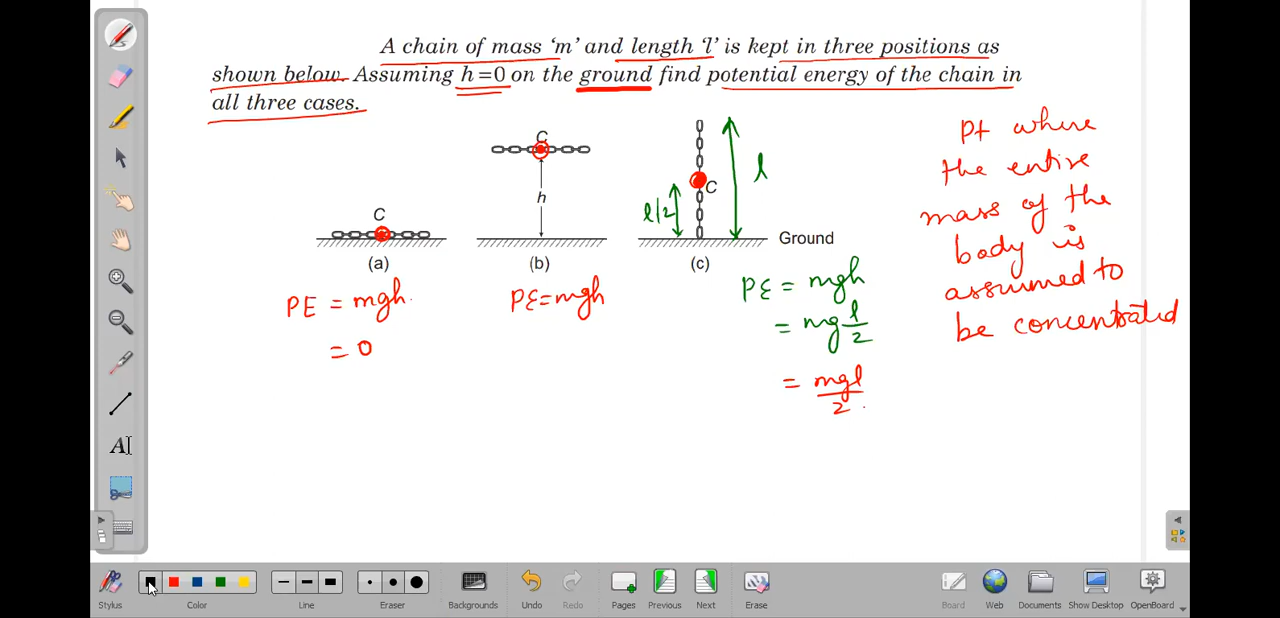 A chain of mass ‘m’ and length ‘l’ is kept in three positions as
shown below. Assuming h=0 on the ground find potential energy of the chain in
all three cases.
C
C
h
C
l/2
l
Ground
(a)
(b)
(c)
PE = mgh
= 0
PE=mgh
PE = mgh
= mg l/2
= mgl/2
Pt where
the entire
mass of the
body is
assumed to
be concentrated
A
Stylus
Color
Line
Eraser
Backgrounds
Undo
Redo
Pages
Previous
Next
Erase
Board
Web
Documents
Show Desktop
OpenBoard